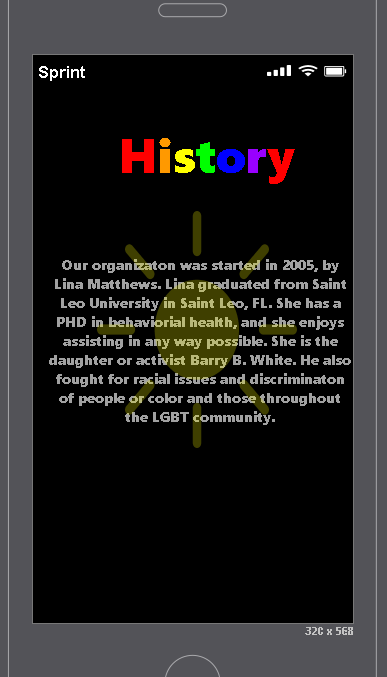 Sprint
History
Our organizaton was started in 2005, by
Lina Matthews. Lina graduated from Saint
Leo University in Saint Leo, FL. She has a
PHD in behaviorial health, and she enjoys
assisting in any way possible. She is the
daughter or activist Barry B. White. He also
fought for racial issues and discriminaton
of people or color and those throughout
the LGBT community.
320 x 568